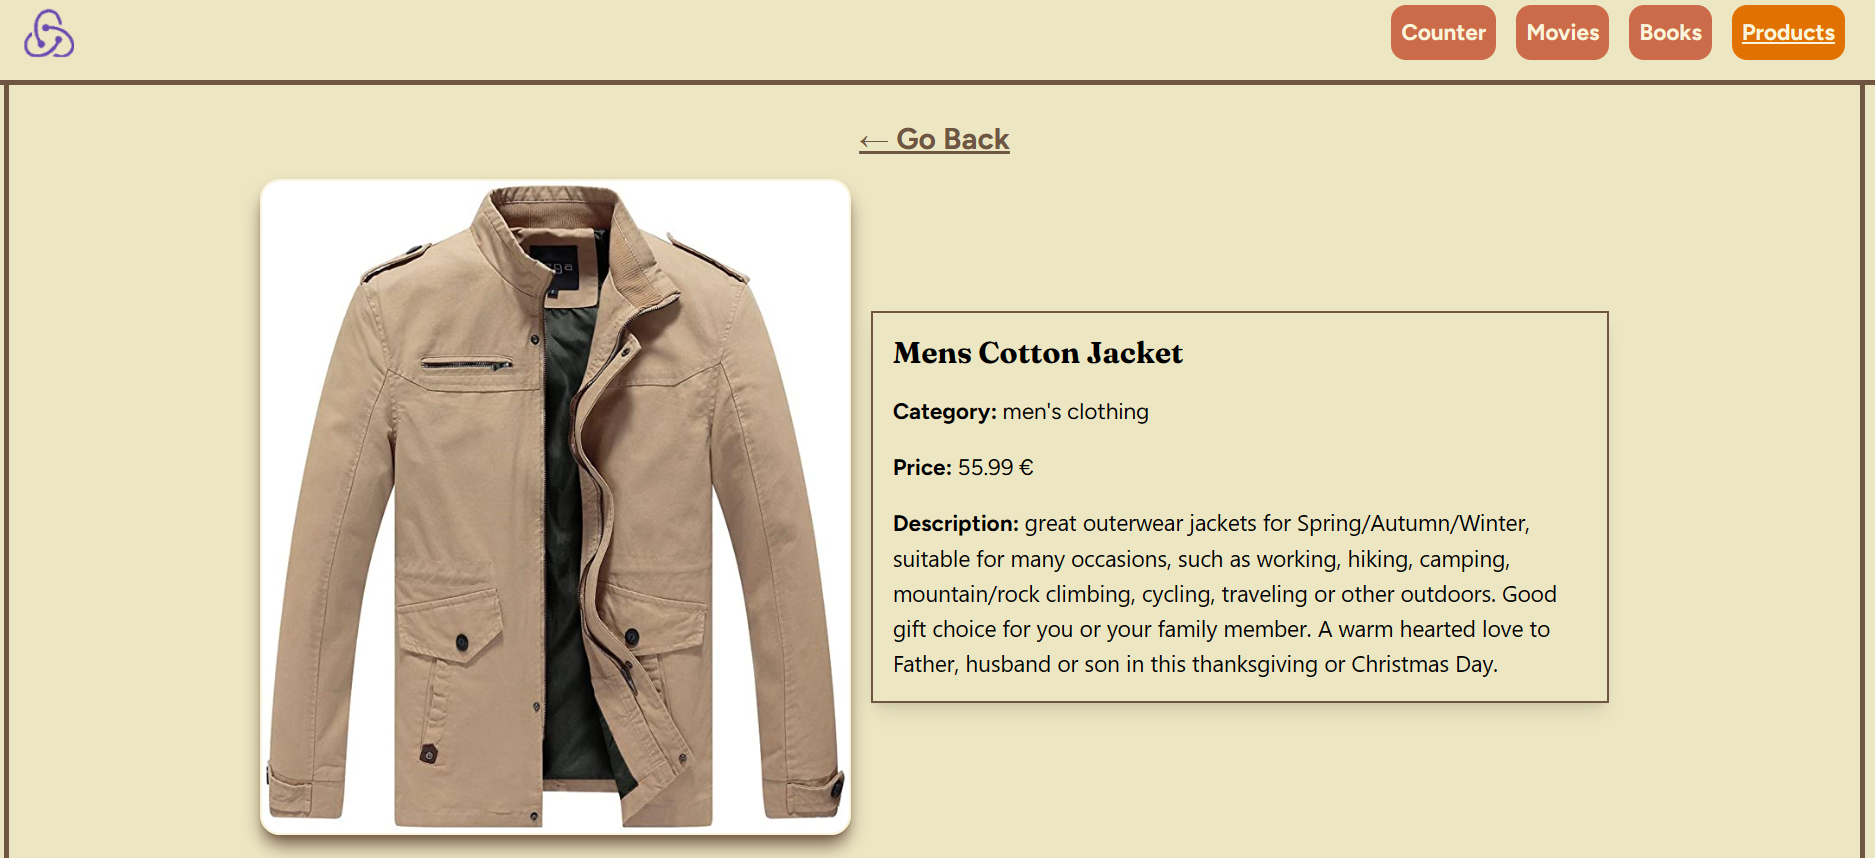 Counter Movies Books Products
← Go Back
Mens Cotton Jacket
Category: men's clothing
Price: 55.99 €
Description: great outerwear jackets for Spring/Autumn/Winter,
suitable for many occasions, such as working, hiking, camping,
mountain/rock climbing, cycling, traveling or other outdoors. Good
gift choice for you or your family member. A warm hearted love to
Father, husband or son in this thanksgiving or Christmas Day.